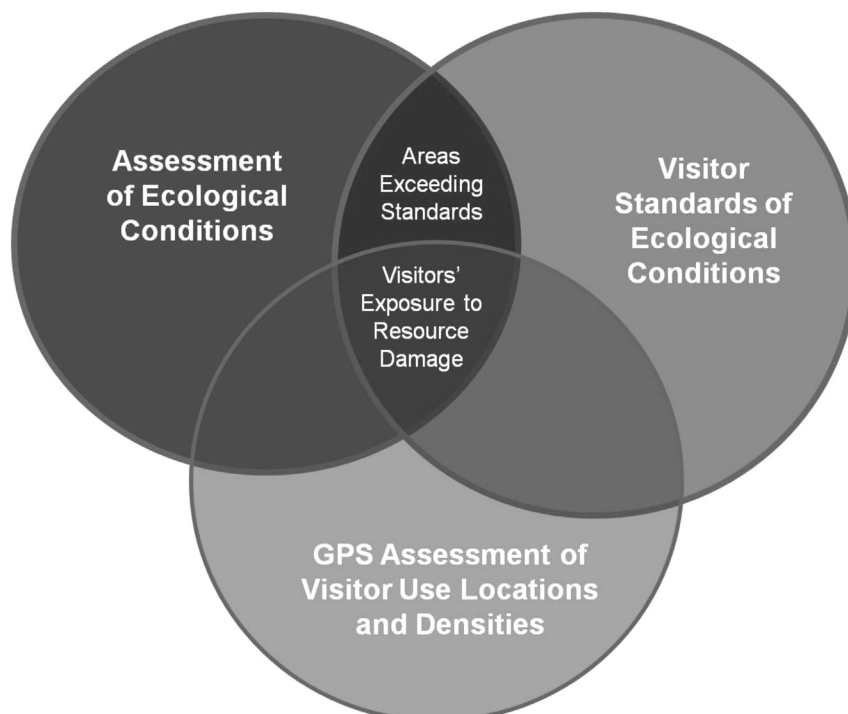 Assessment
of Ecological
Conditions
Areas
Exceeding
Standards
Visitor
Standards of
Ecological
Conditions
Visitors'
Exposure to
Resource
Damage
GPS Assessment of
Visitor Use Locations
and Densities